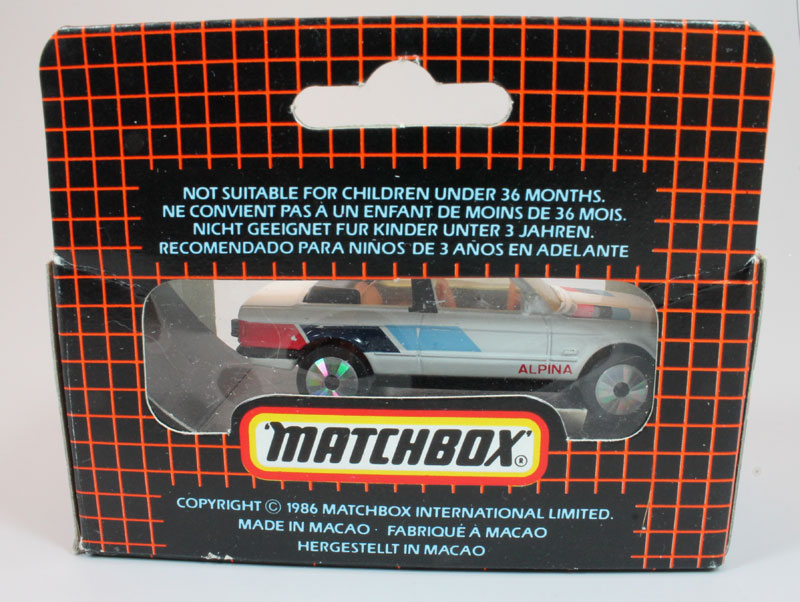 NOT SUITABLE FOR CHILDREN UNDER 36 MONTHS.
NE CONVIENT PAS À UN ENFANT DE MOINS DE 36 MOIS.
NICHT GEEIGNET FUR KINDER UNTER 3 JAHREN.
RECOMENDADO PARA NIÑOS DE 3 AÑOS EN ADELANTE
ALPINA
'MATCHBOX'®
COPYRIGHT © 1986 MATCHBOX INTERNATIONAL LIMITED.
MADE IN MACAO · FABRIQUÉ À MACAO
HERGESTELLT IN MACAO